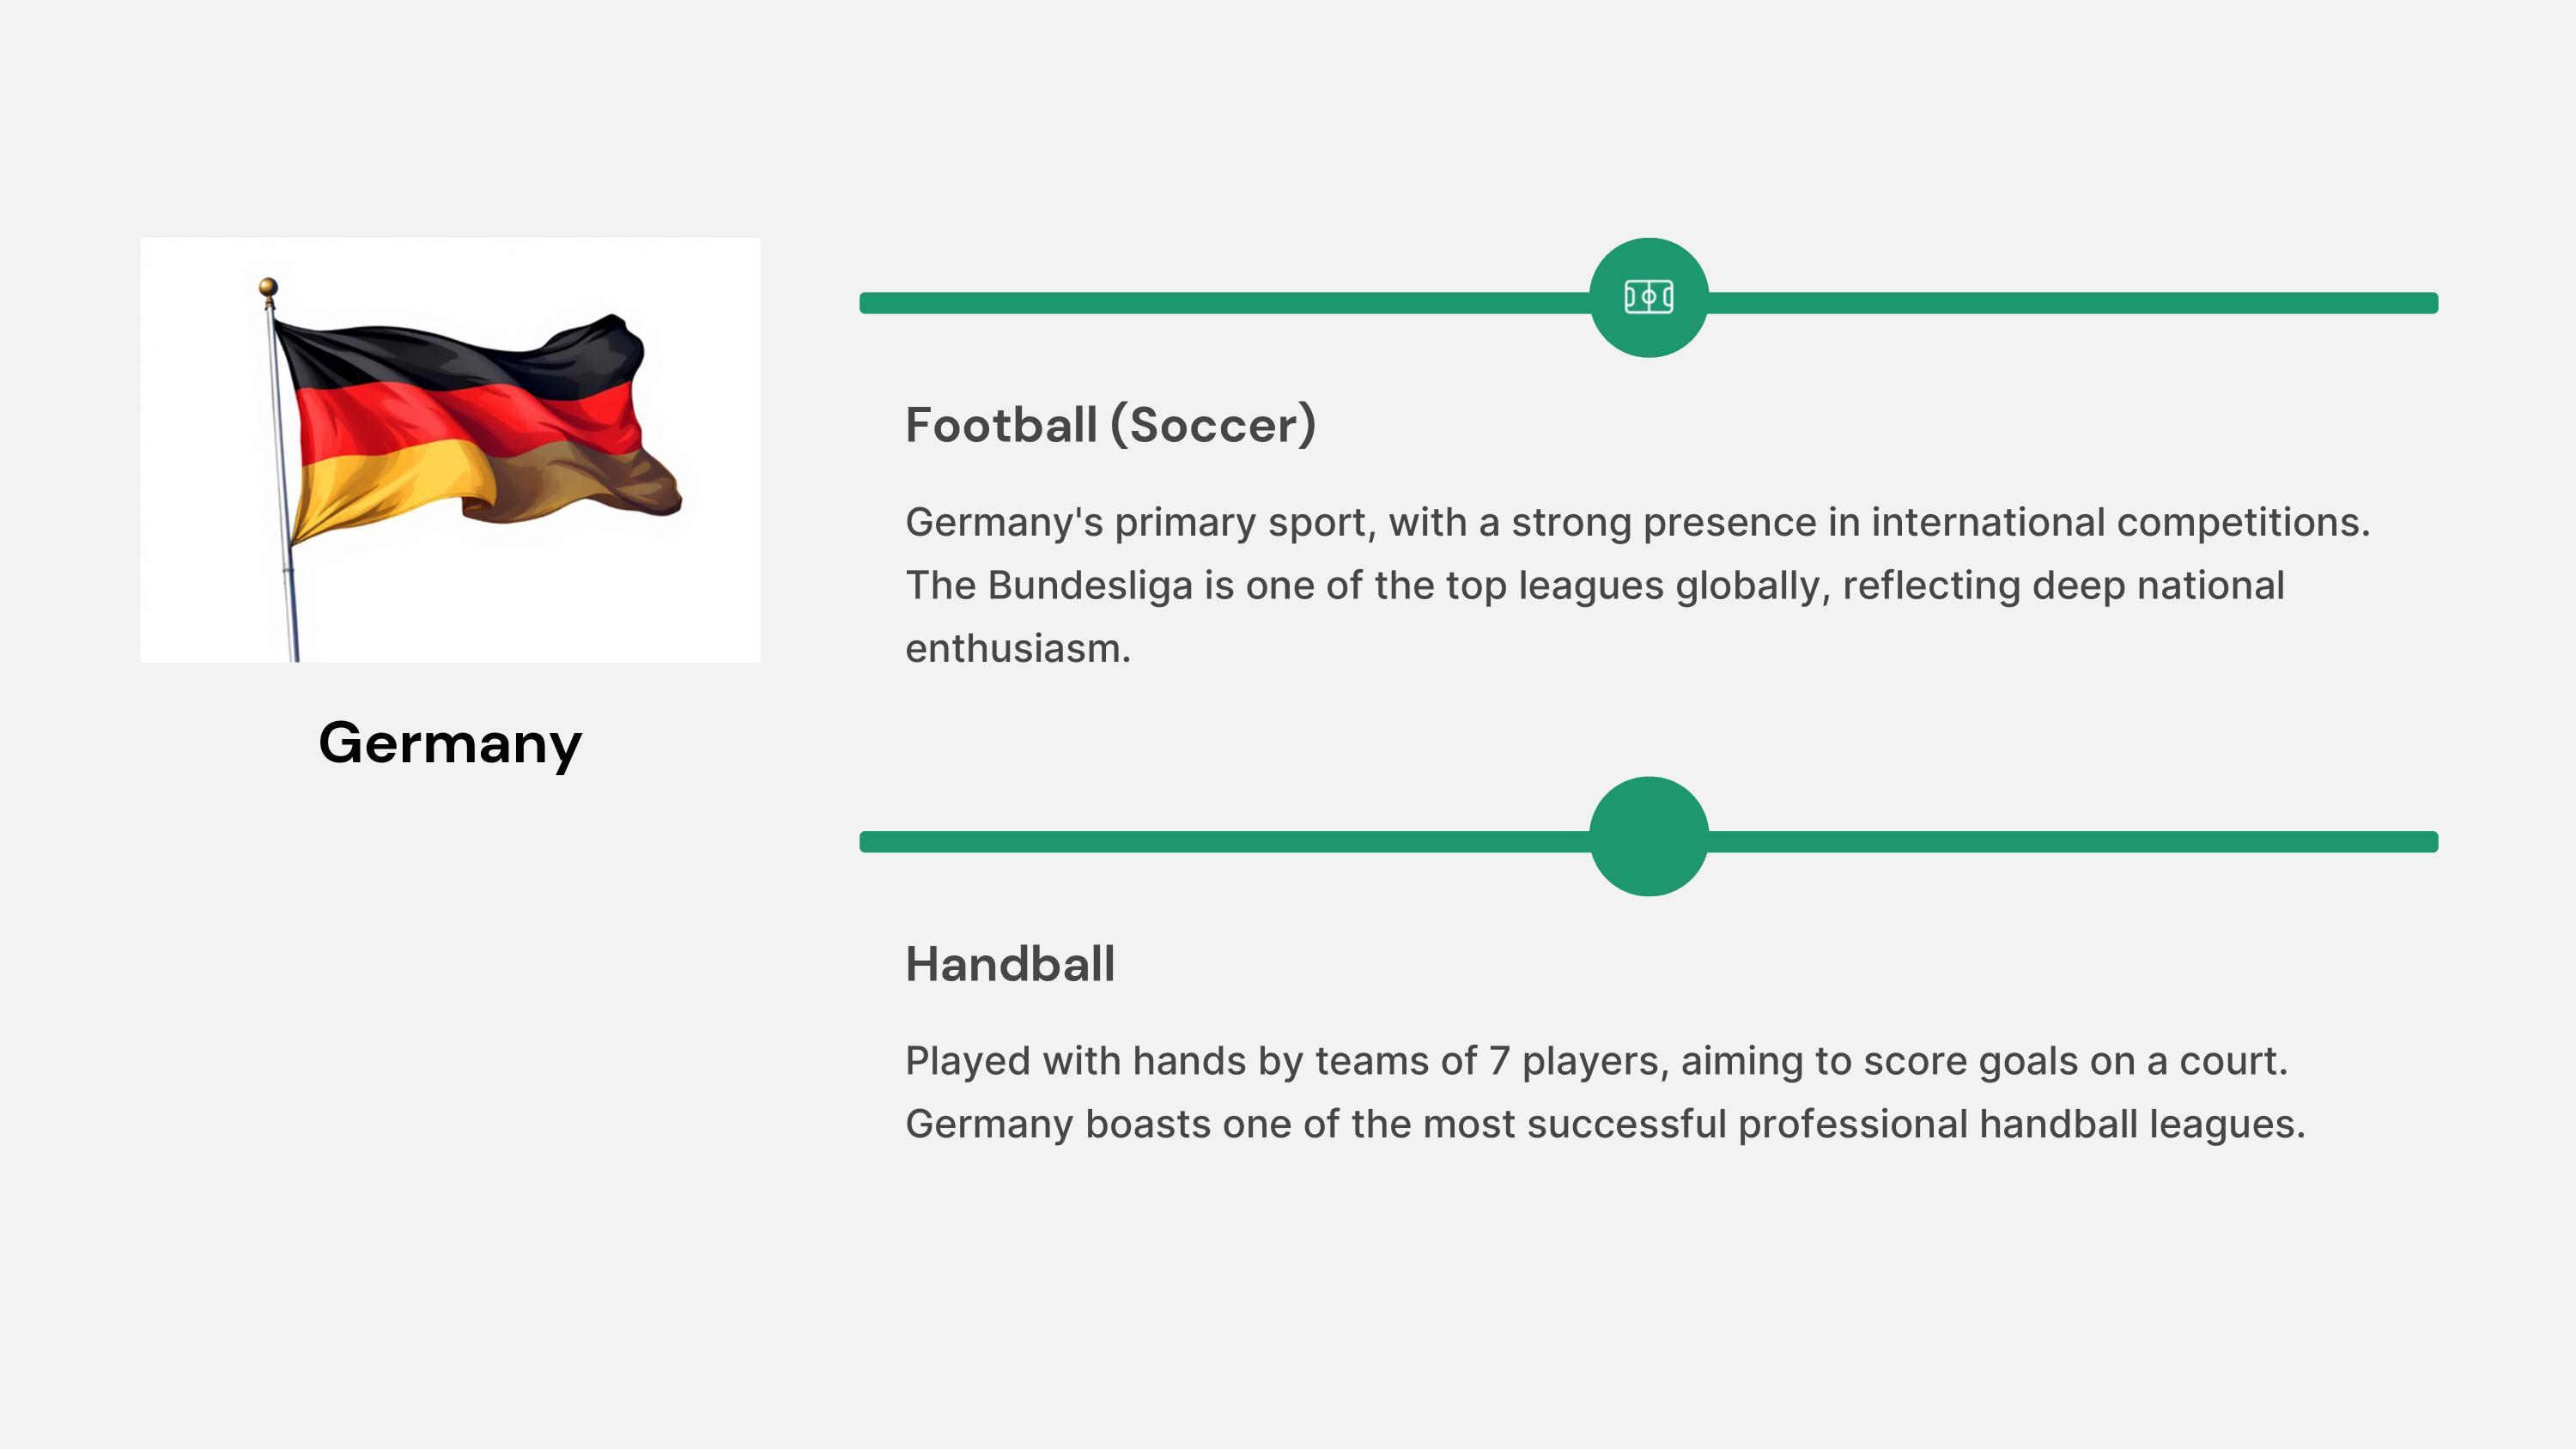 Germany
Football (Soccer)
Germany's primary sport, with a strong presence in international competitions.
The Bundesliga is one of the top leagues globally, reflecting deep national
enthusiasm.
Handball
Played with hands by teams of 7 players, aiming to score goals on a court.
Germany boasts one of the most successful professional handball leagues.